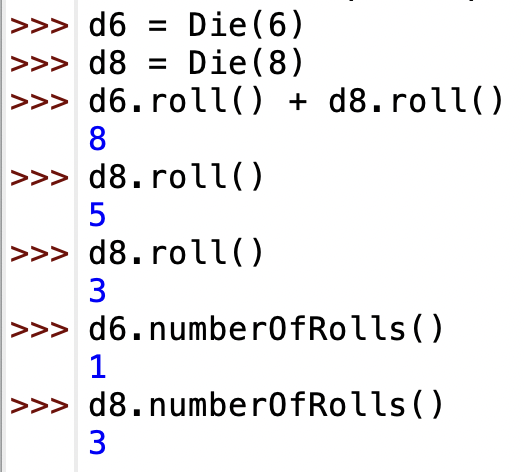 >>> d6 = Die(6)
>>> d8 = Die(8)
>>> d6.roll() + d8.roll()
8
>>> d8.roll()
5
>>> d8.roll()
3
>>> d6.numberOfRolls()
1
>>> d8.numberOfRolls()
3